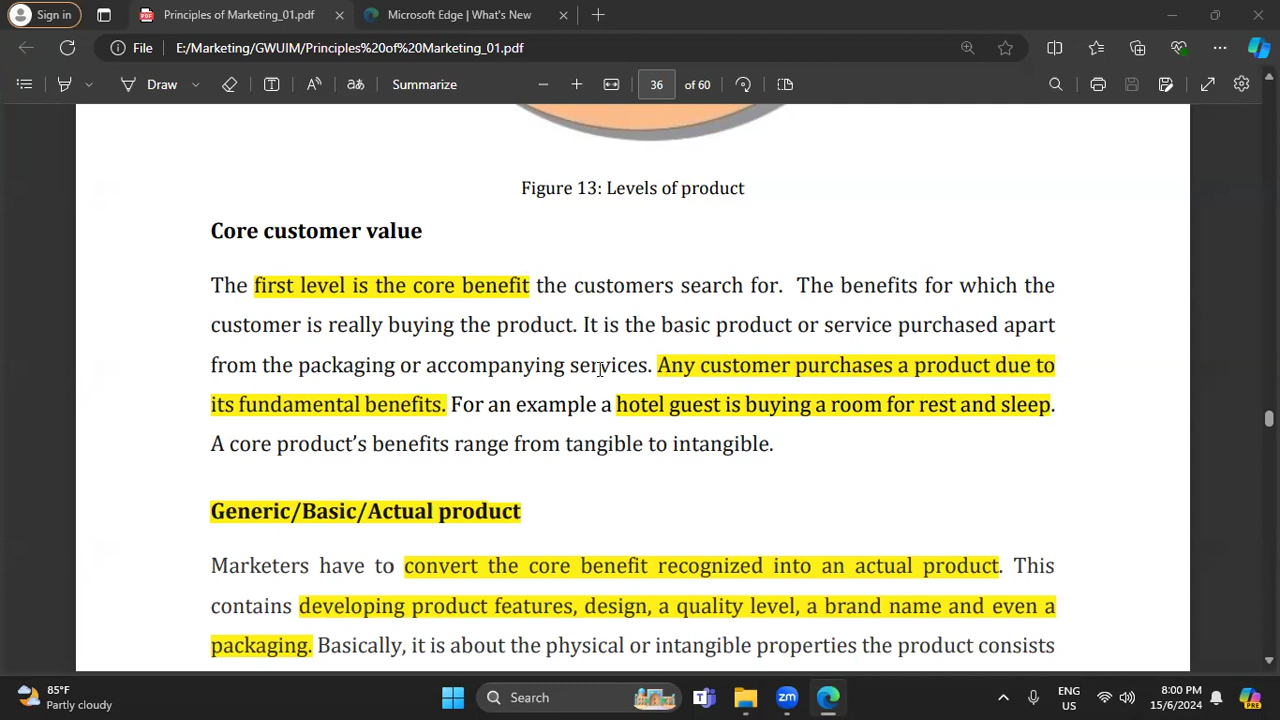 Sign in
Principles of Marketing_01.pdf
Microsoft Edge | What's New
File
E:/Marketing/GWUIM/Principles%20of%20Marketing_01.pdf
Draw
Summarize
36 of 60
Figure 13: Levels of product
Core customer value
The first level is the core benefit the customers search for. The benefits for which the
customer is really buying the product. It is the basic product or service purchased apart
from the packaging or accompanying services. Any customer purchases a product due to
its fundamental benefits. For an example a hotel guest is buying a room for rest and sleep.
A core product's benefits range from tangible to intangible.
Generic/Basic/Actual product
Marketers have to convert the core benefit recognized into an actual product. This
contains developing product features, design, a quality level, a brand name and even a
packaging. Basically, it is about the physical or intangible properties the product consists
85°F
Partly cloudy
Search
ENG
US
8:00 PM
15/6/2024